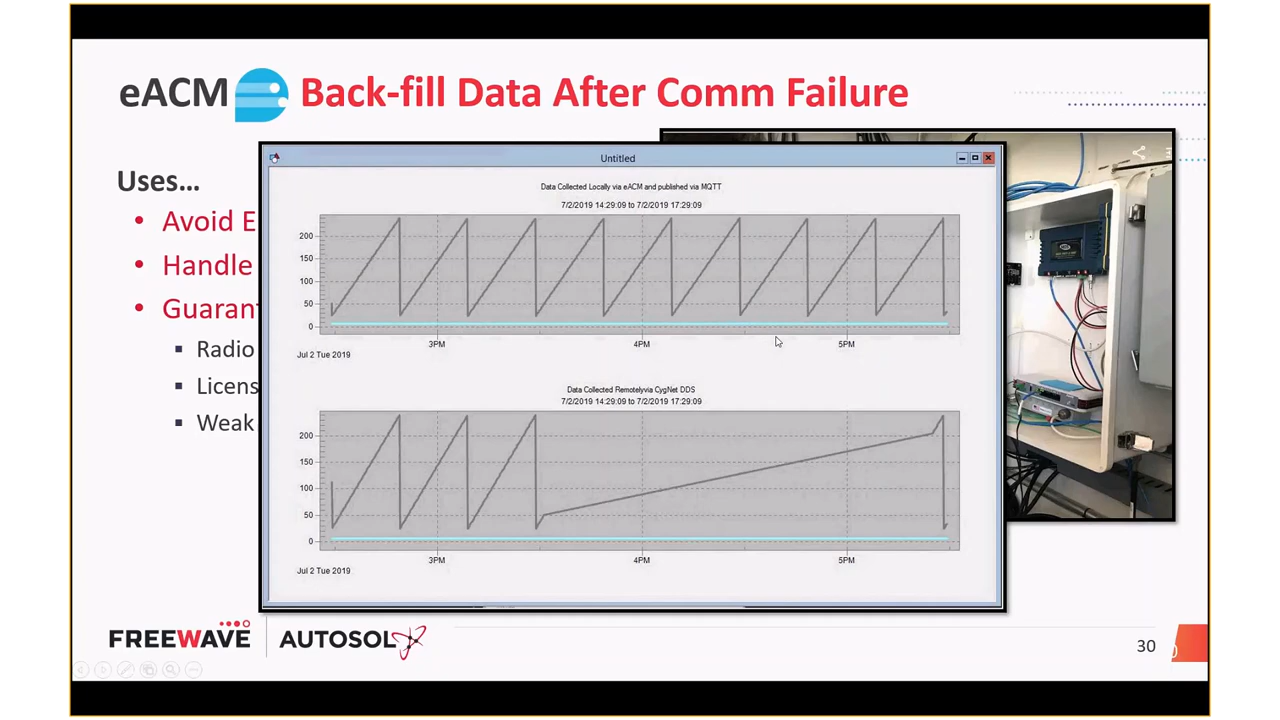 eACM Back-fill Data After Comm Failure
Uses...
• Avoid E
• Handle
• Guarant
▪ Radio
▪ Licens
▪ Weak
Untitled
Data Collected Locally via eACM and published via MQTT
7/2/2019 14:29:09 to 7/2/2019 17:29:09
200
150
100
50
0
3PM 4PM 5PM
Jul 2 Tue 2019
Data Collected Remotelyvia CygNet DDS
7/2/2019 14:29:09 to 7/2/2019 17:29:09
200
150
100
50
0
3PM 4PM 5PM
Jul 2 Tue 2019
FREEWAVE AUTOSOL
30